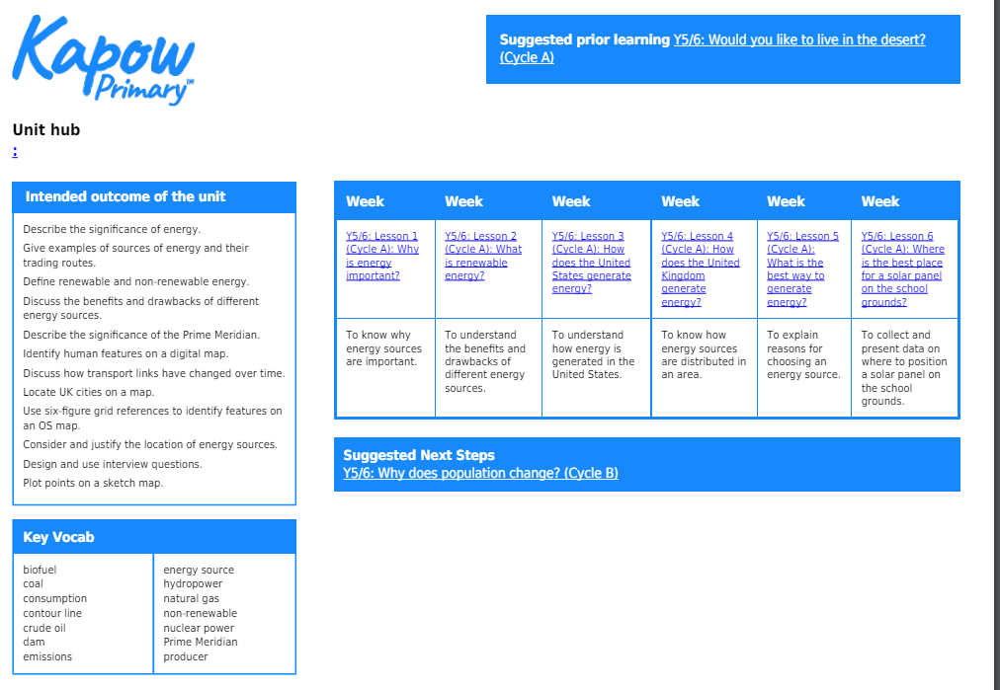 Kapow
Primary™
Suggested prior learning Y5/6: Would you like to live in the desert?
(Cycle A)
Unit hub
:
Intended outcome of the unit
Describe the significance of energy.
Give examples of sources of energy and their
trading routes.
Define renewable and non-renewable energy.
Discuss the benefits and drawbacks of different
energy sources.
Describe the significance of the Prime Meridian.
Identify human features on a digital map.
Discuss how transport links have changed over time.
Locate UK cities on a map.
Use six-figure grid references to identify features on
an OS map.
Consider and justify the location of energy sources.
Design and use interview questions.
Plot points on a sketch map.
Key Vocab
biofuel
coal
consumption
contour line
crude oil
dam
emissions
energy source
hydropower
natural gas
non-renewable
nuclear power
Prime Meridian
producer
Week
Week
Week
Week
Week
Week
Y5/6: Lesson 1
(Cycle A): Why
is energy
important?
Y5/6: Lesson 2
(Cycle A): What
is renewable
energy?
Y5/6: Lesson 3
(Cycle A): How
does the United
States generate
energy?
Y5/6: Lesson 4
(Cycle A): How
does the United
Kingdom
generate
energy?
Y5/6: Lesson 5
(Cycle A):
What is the
best way to
generate
energy?
Y5/6: Lesson 6
(Cycle A): Where
is the best place
for a solar panel
on the school
grounds?
To know why
energy sources
are important.
To understand
the benefits and
drawbacks of
different energy
sources.
To understand
how energy is
generated in the
United States.
To know how
energy sources
are distributed in
an area.
To explain
reasons for
choosing an
energy source.
To collect and
present data on
where to position
a solar panel on
the school
grounds.
Suggested Next Steps
Y5/6: Why does population change? (Cycle B)